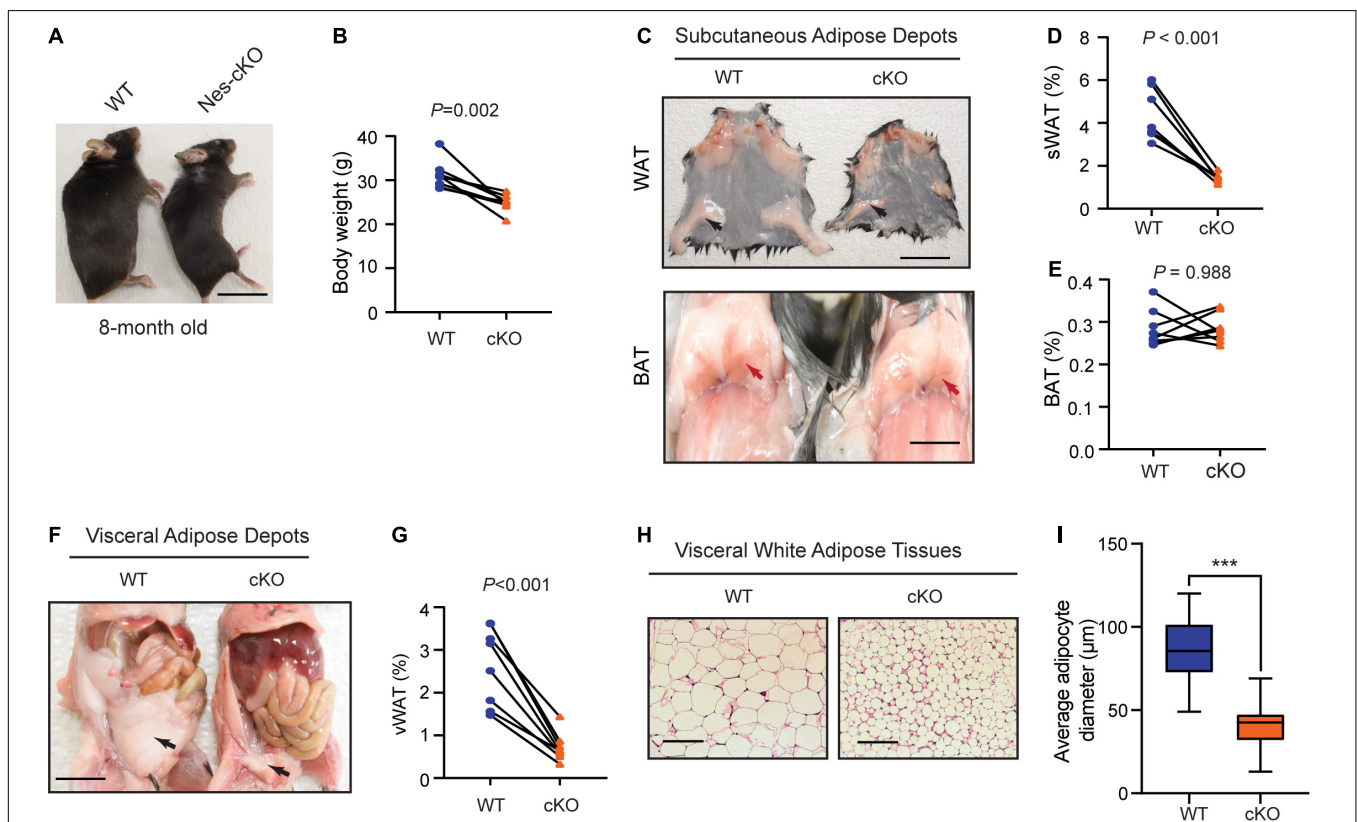 A
WT
Nes-cKO
8-month old
B
P=0.002
Body weight (g)
40
30
20
10
0
WT
cKO
C
Subcutaneous Adipose Depots
WT
cKO
WAT
BAT
D
P < 0.001
sWAT (%)
8
6
4
2
0
WT
cKO
E
P = 0.988
BAT (%)
0.4
0.3
0.2
0.1
0.0
WT
cKO
F
Visceral Adipose Depots
WT
cKO
G
P<0.001
vWAT (%)
4
3
2
1
0
WT
cKO
H
Visceral White Adipose Tissues
WT
cKO
I
Average adipocyte
diameter (μm)
150
100
50
0
***
WT
cKO